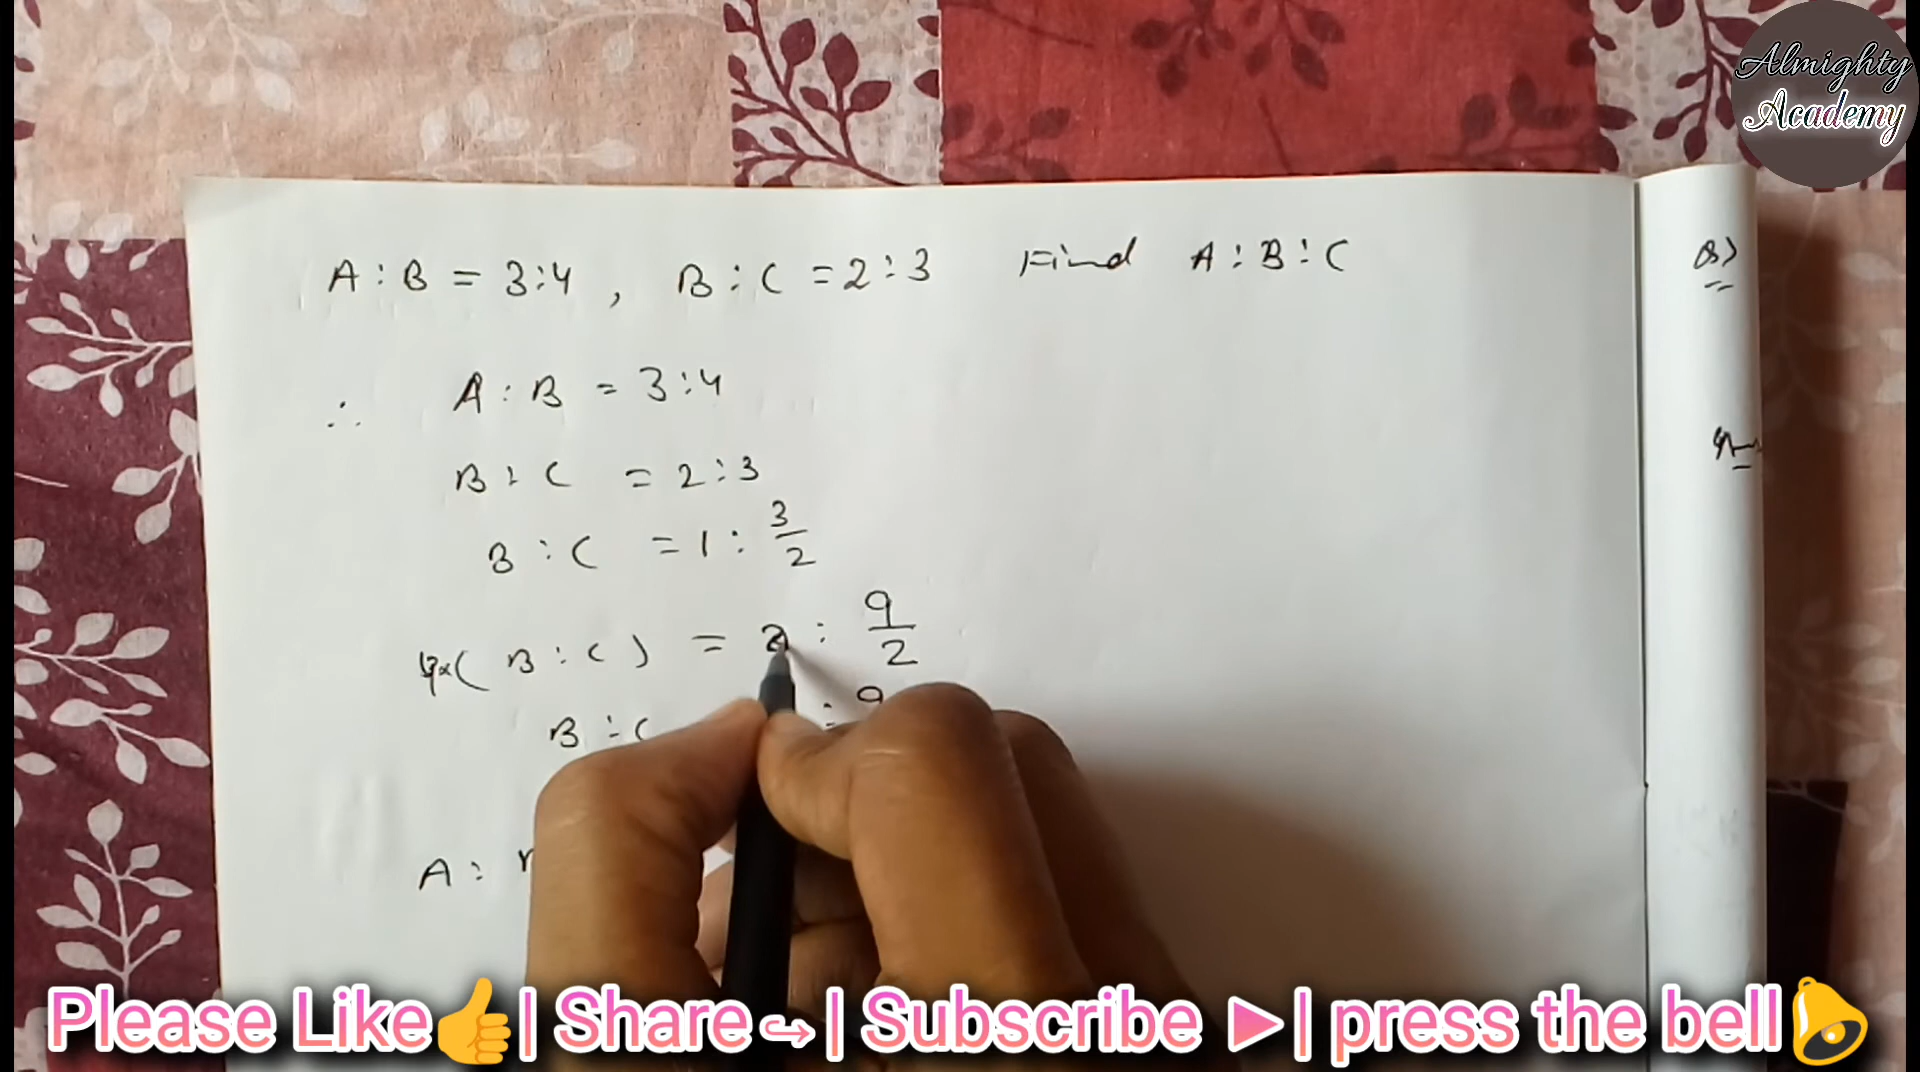 Almighty
Academy
A : B = 3:4 , B : C = 2:3 Find A : B : C
Q)
∴ A : B = 3:4
B : C = 2:3
B : C = 1 : 3/2
4×( B : C ) = : 9/2
B : C : 9
A :
Please Like👍| Share↪| Subscribe ▶| press the bell🔔